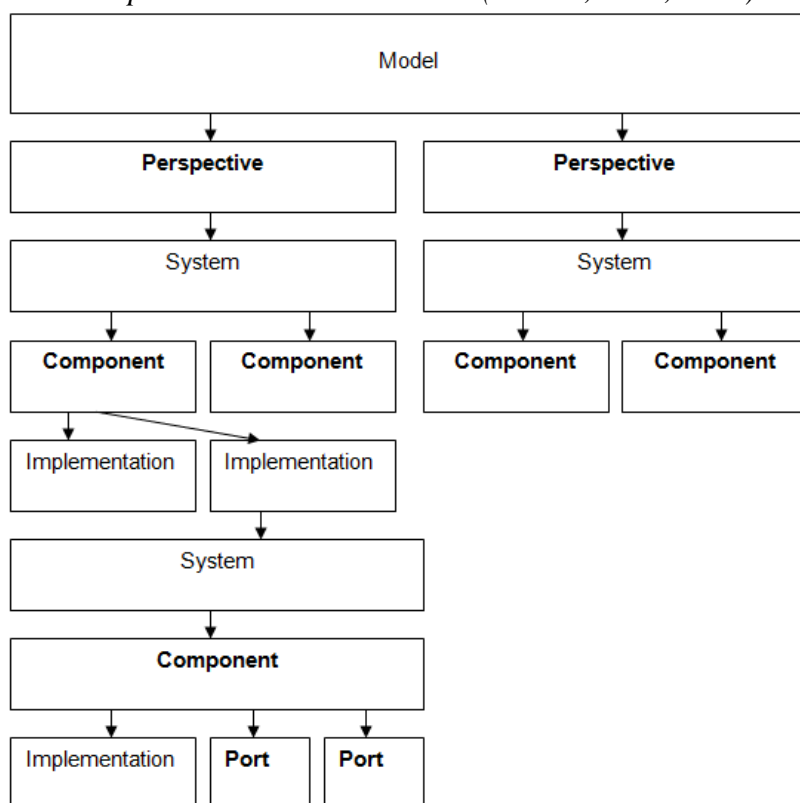 Model
Perspective Perspective
System System
Component Component Component Component
Implementation Implementation
System
Component
Implementation Port Port